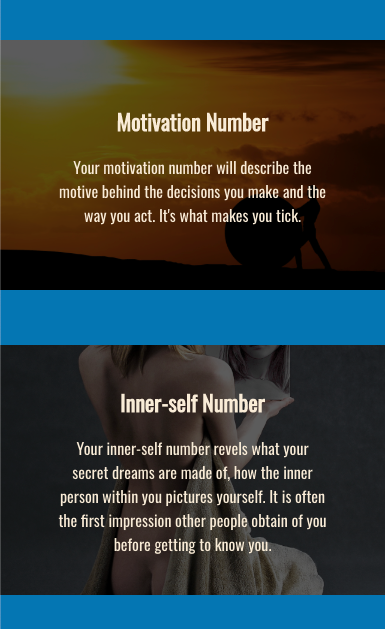 Motivation Number
Your motivation number will describe the
motive behind the decisions you make and the
way you act. It's what makes you tick.
Inner-self Number
Your inner-self number revels what your
secret dreams are made of, how the inner
person within you pictures yourself. It is often
the first impression other people obtain of you
before getting to know you.